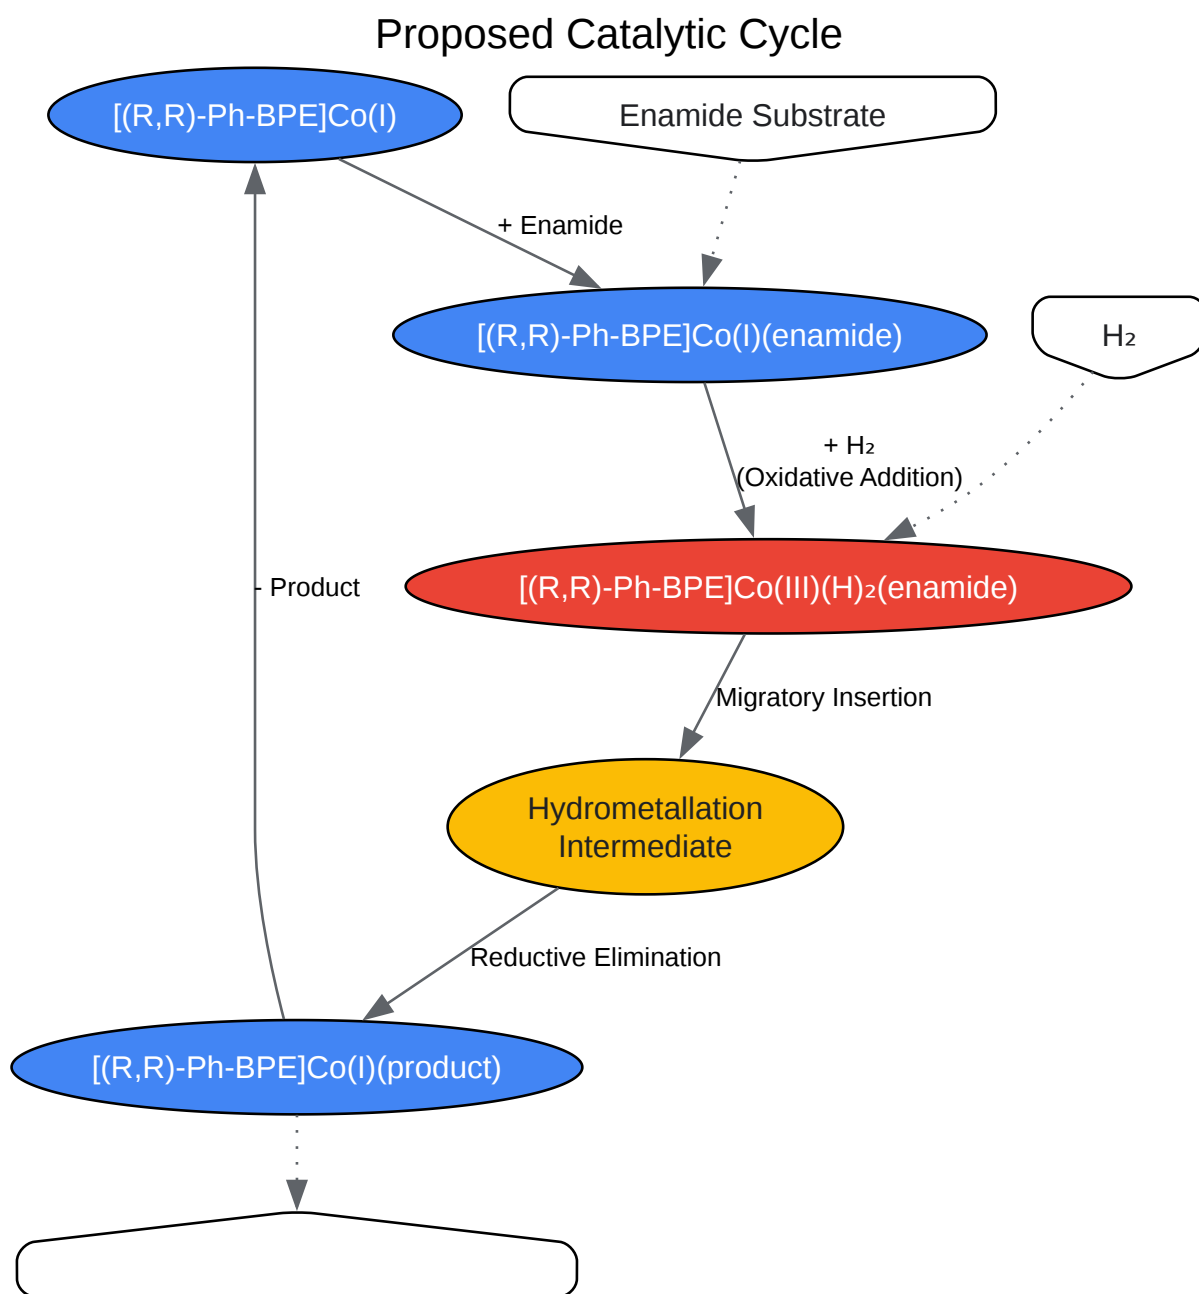 Proposed Catalytic Cycle
[(R,R)-Ph-BPE]Co(I)
Enamide Substrate
+ Enamide
[(R,R)-Ph-BPE]Co(I)(enamide)
H₂
+ H₂
(Oxidative Addition)
[(R,R)-Ph-BPE]Co(III)(H)₂(enamide)
- Product
Migratory Insertion
Hydrometallation
Intermediate
Reductive Elimination
[(R,R)-Ph-BPE]Co(I)(product)